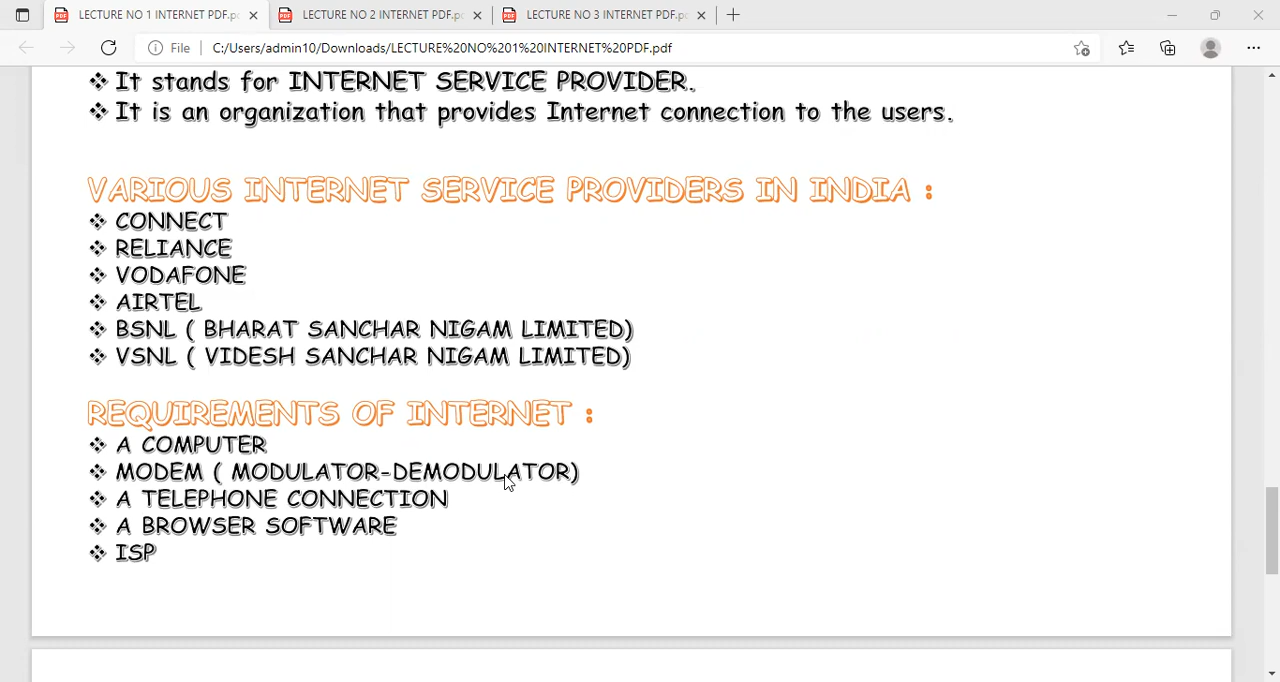 LECTURE NO 1 INTERNET PDF.p
LECTURE NO 2 INTERNET PDF.p
LECTURE NO 3 INTERNET PDF.p
File
C:/Users/admin10/Downloads/LECTURE%20NO%201%20INTERNET%20PDF.pdf
❖ It stands for INTERNET SERVICE PROVIDER.
❖ It is an organization that provides Internet connection to the users.
VARIOUS INTERNET SERVICE PROVIDERS IN INDIA :
❖ CONNECT
❖ RELIANCE
❖ VODAFONE
❖ AIRTEL
❖ BSNL ( BHARAT SANCHAR NIGAM LIMITED)
❖ VSNL ( VIDESH SANCHAR NIGAM LIMITED)
REQUIREMENTS OF INTERNET :
❖ A COMPUTER
❖ MODEM ( MODULATOR-DEMODULATOR)
❖ A TELEPHONE CONNECTION
❖ A BROWSER SOFTWARE
❖ ISP